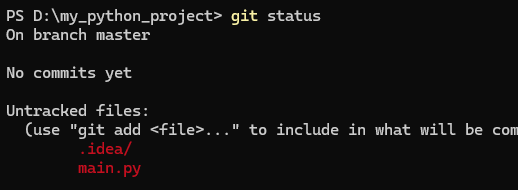 PS D:\my_python_project> git status
On branch master
No commits yet
Untracked files:
(use "git add <file>..." to include in what will be com
.idea/
main.py